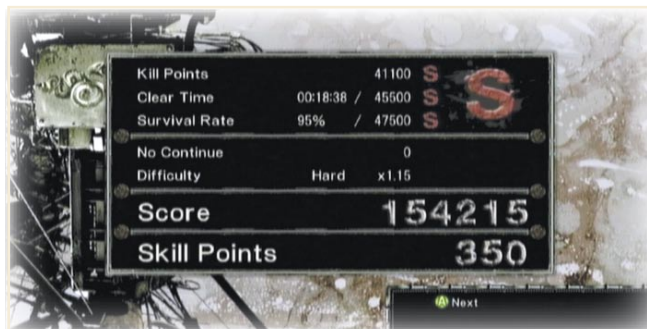 Kill Points 41100 S
Clear Time 00:18:38 / 45500 S
Survival Rate 95% / 47500 S
S
No Continue 0
Difficulty Hard x1.15
Score 154215
Skill Points 350
A Next